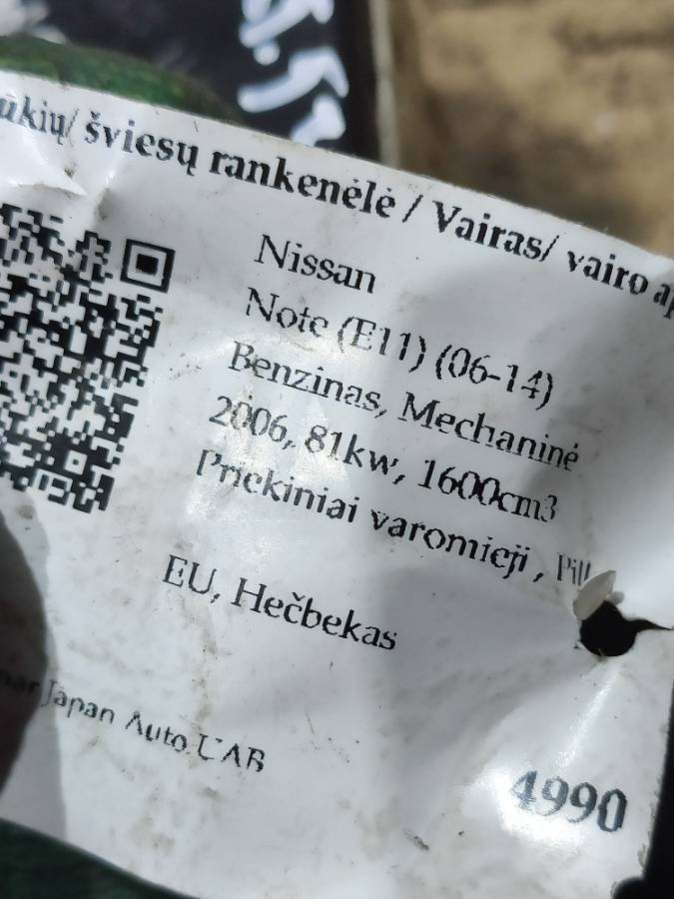 šviesų rankenėlė / Vairas/ vairo
Nissan
Note (E11) (06-14)
Benzinas, Mechaninė
2006, 81kw, 1600cm3
Priekiniai varomieji ,
EU, Hečbekas
Japan Auto UAB
4990